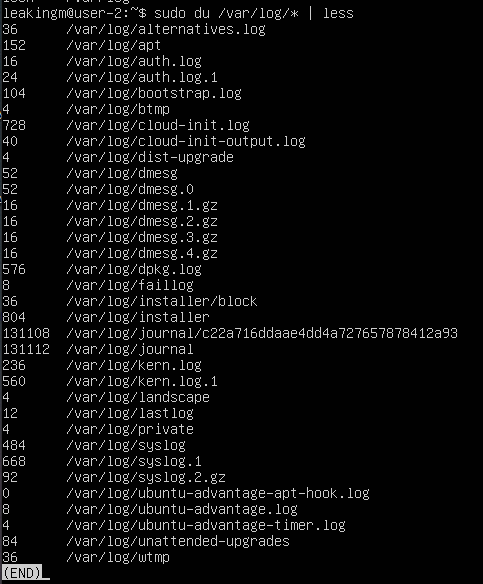 leakingm@user-2:~$ sudo du /var/log/* | less
36 /var/log/alternatives.log
152 /var/log/apt
16 /var/log/auth.log
24 /var/log/auth.log.1
104 /var/log/bootstrap.log
4 /var/log/btmp
728 /var/log/cloud-init.log
40 /var/log/cloud-init-output.log
4 /var/log/dist-upgrade
52 /var/log/dmesg
52 /var/log/dmesg.0
16 /var/log/dmesg.1.gz
16 /var/log/dmesg.2.gz
16 /var/log/dmesg.3.gz
16 /var/log/dmesg.4.gz
576 /var/log/dpkg.log
8 /var/log/faillog
36 /var/log/installer/block
804 /var/log/installer
131108 /var/log/journal/c22a716ddaae4dd4a727657878412a93
131112 /var/log/journal
236 /var/log/kern.log
560 /var/log/kern.log.1
4 /var/log/landscape
12 /var/log/lastlog
4 /var/log/private
484 /var/log/syslog
668 /var/log/syslog.1
92 /var/log/syslog.2.gz
0 /var/log/ubuntu-advantage-apt-hook.log
8 /var/log/ubuntu-advantage.log
4 /var/log/ubuntu-advantage-timer.log
84 /var/log/unattended-upgrades
36 /var/log/wtmp
(END)